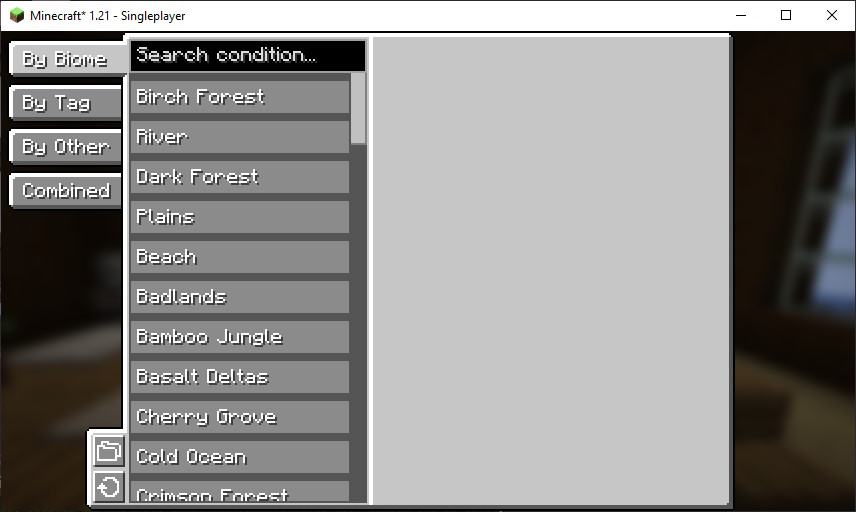 Minecraft* 1.21 - Singleplayer
By Biome
By Tag
By Other
Combined
Search condition...
Birch Forest
River
Dark Forest
Plains
Beach
Badlands
Bamboo Jungle
Basalt Deltas
Cherry Grove
Cold Ocean
Crimson Forest